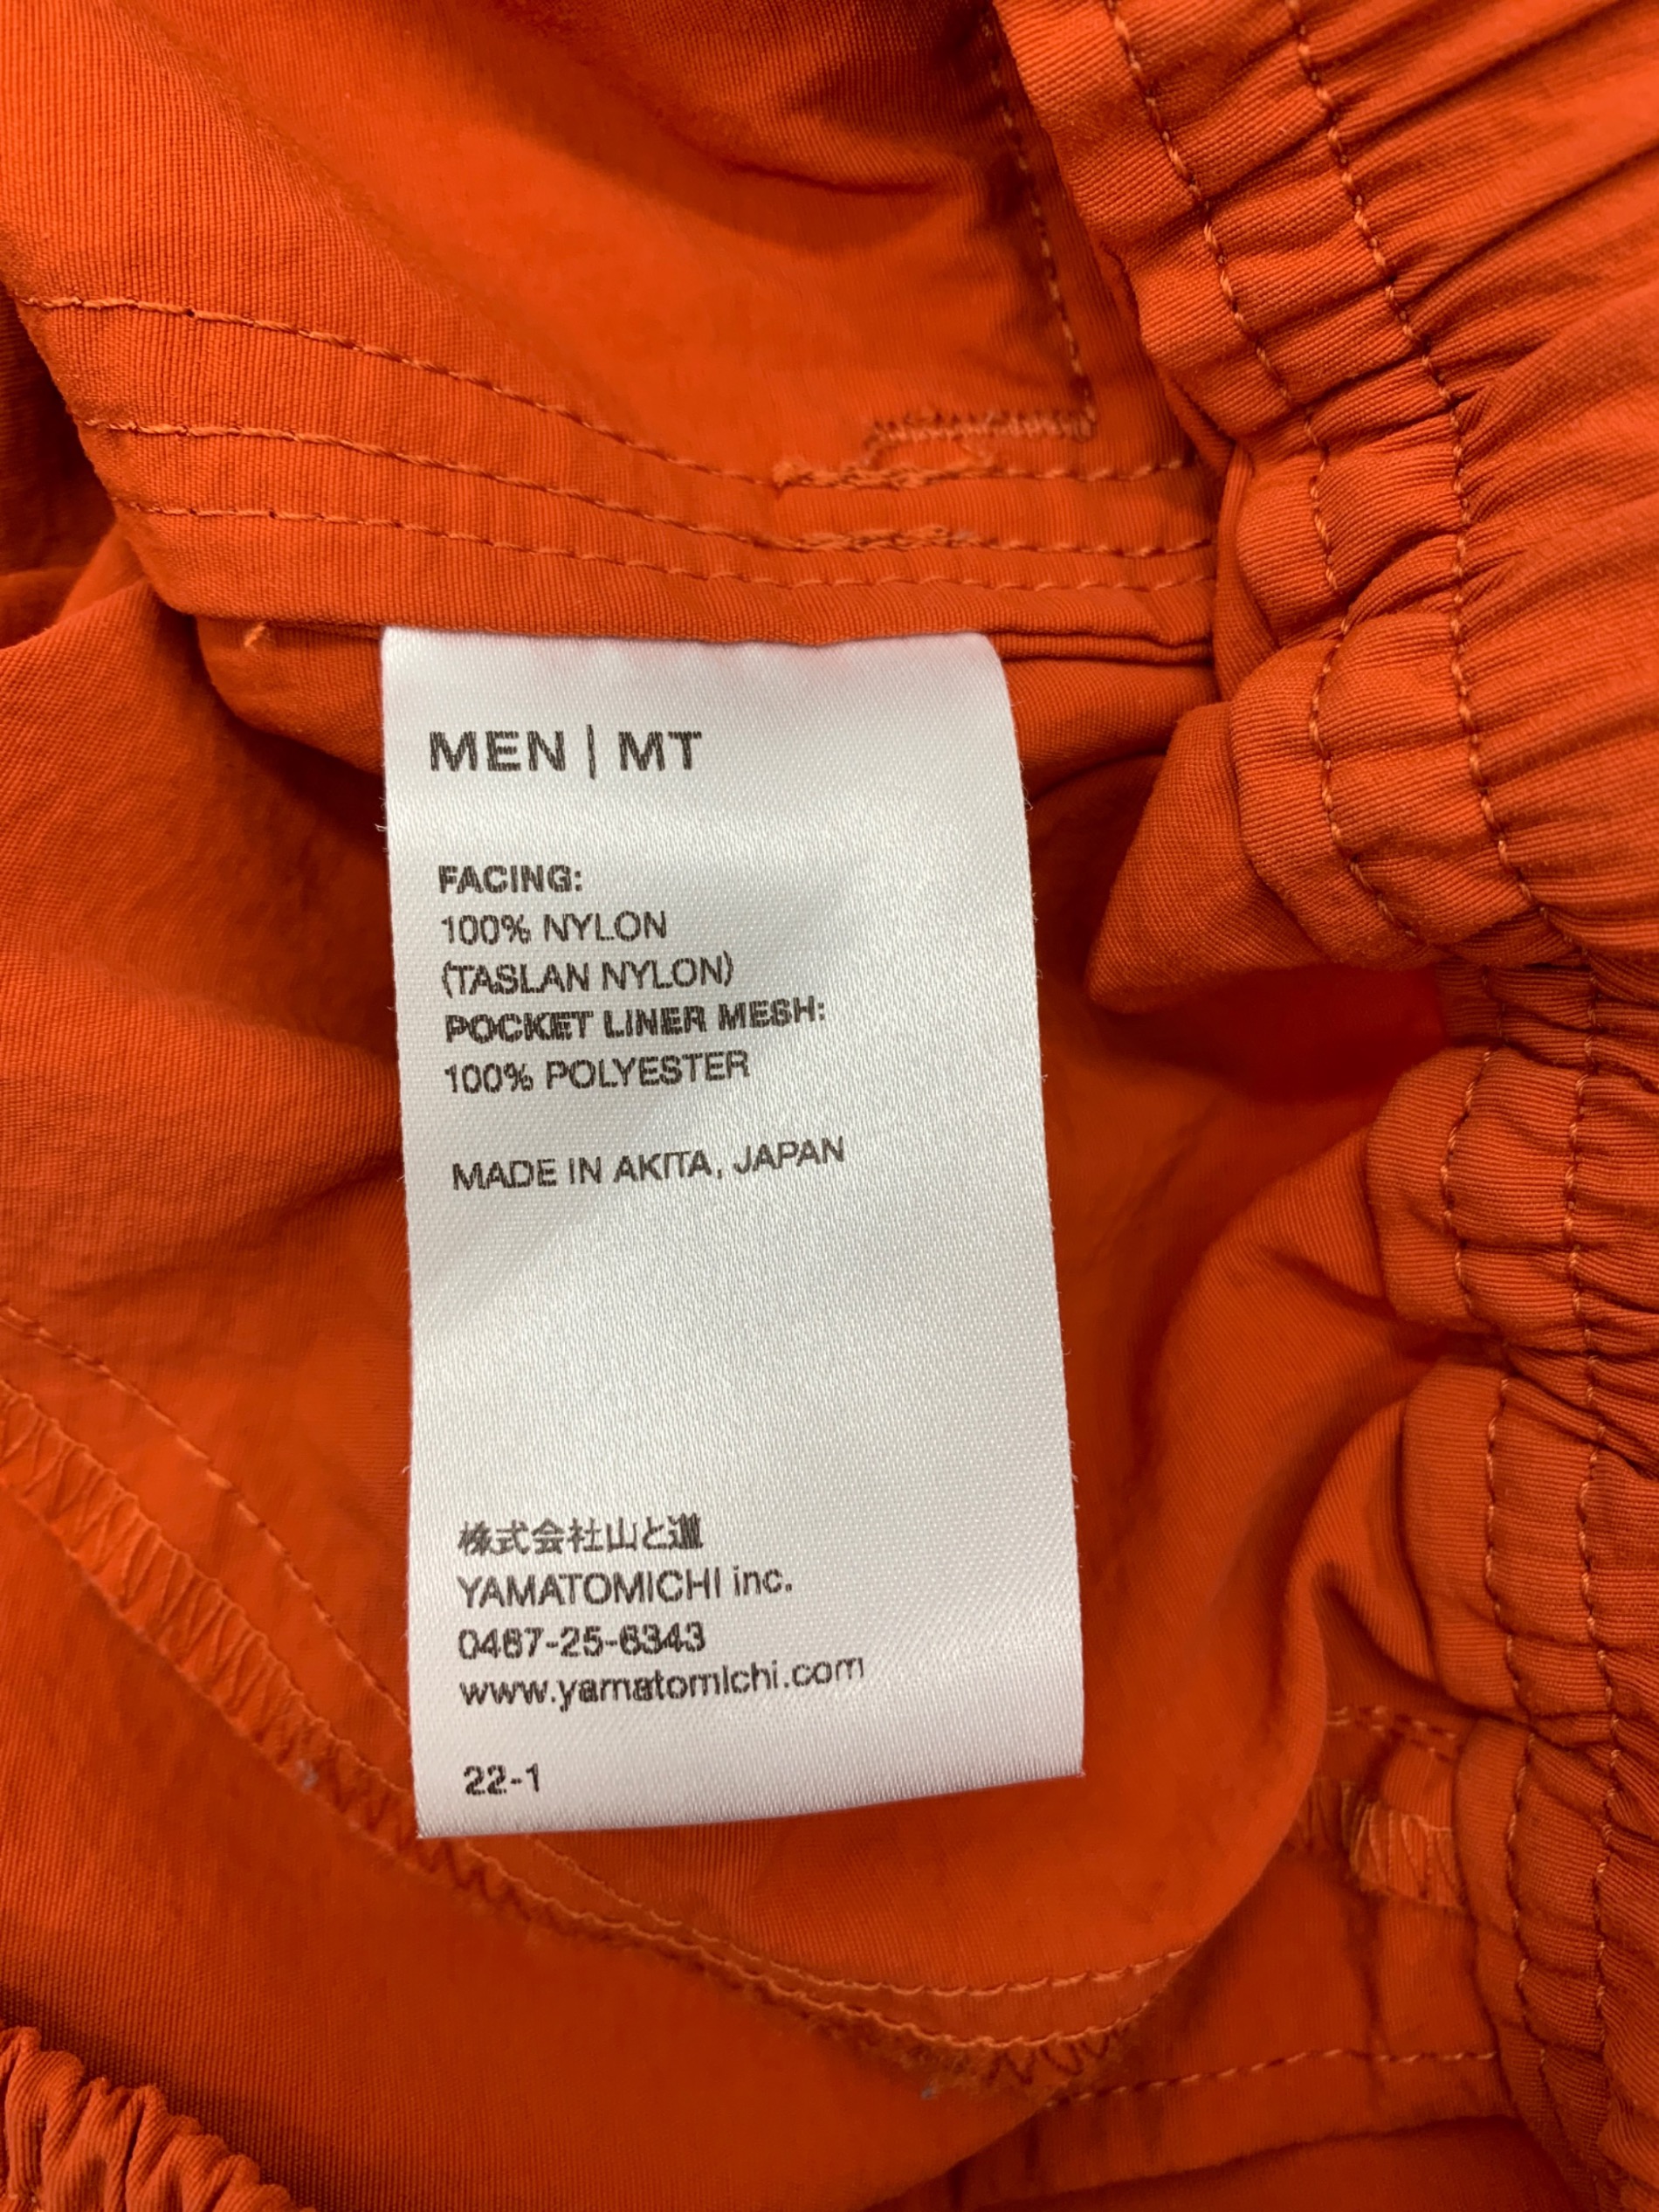 MEN | MT
FACING:
100% NYLON
(TASLAN NYLON)
POCKET LINER MESH:
100% POLYESTER
MADE IN AKITA, JAPAN
株式会社山と道
YAMATOMICHI inc.
0467-25-6343
www.yamatomichi.com
22-1